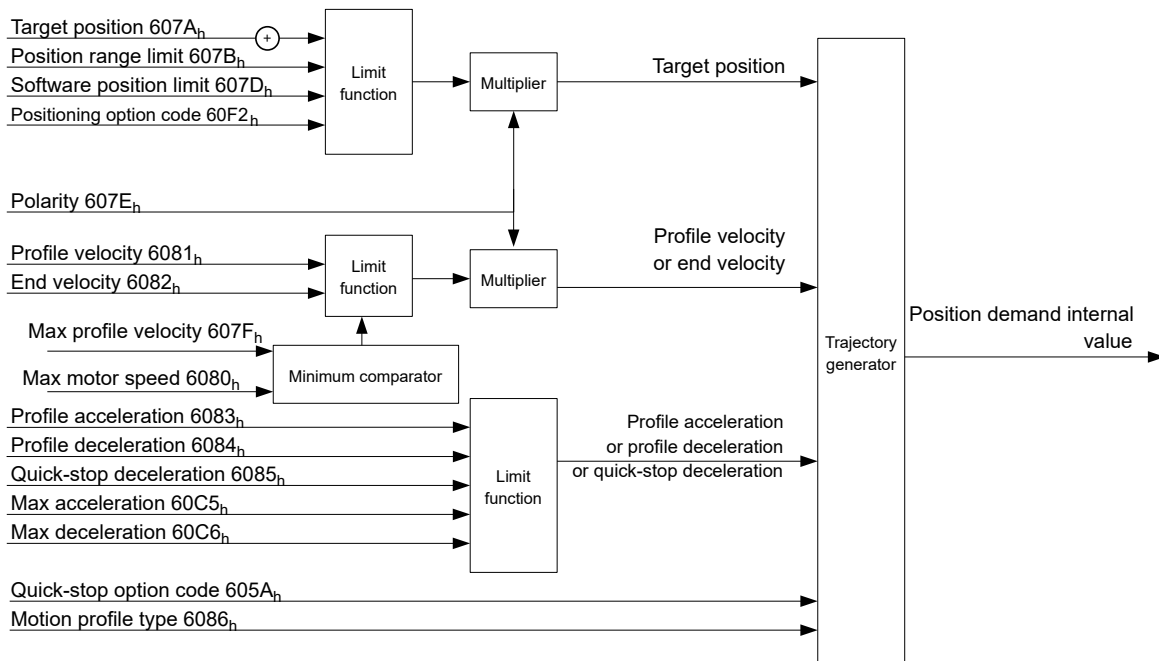 Target position 607Ah
+
Position range limit 607Bh
Software position limit 607Dh
Positioning option code 60F2h
Limit
function
Multiplier
Target position
Polarity 607Eh
Profile velocity 6081h
End velocity 6082h
Limit
function
Multiplier
Profile velocity
or end velocity
Max profile velocity 607Fh
Max motor speed 6080h
Minimum comparator
Trajectory
generator
Position demand internal
value
Profile acceleration 6083h
Profile deceleration 6084h
Quick-stop deceleration 6085h
Max acceleration 60C5h
Max deceleration 60C6h
Limit
function
Profile acceleration
or profile deceleration
or quick-stop deceleration
Quick-stop option code 605Ah
Motion profile type 6086h